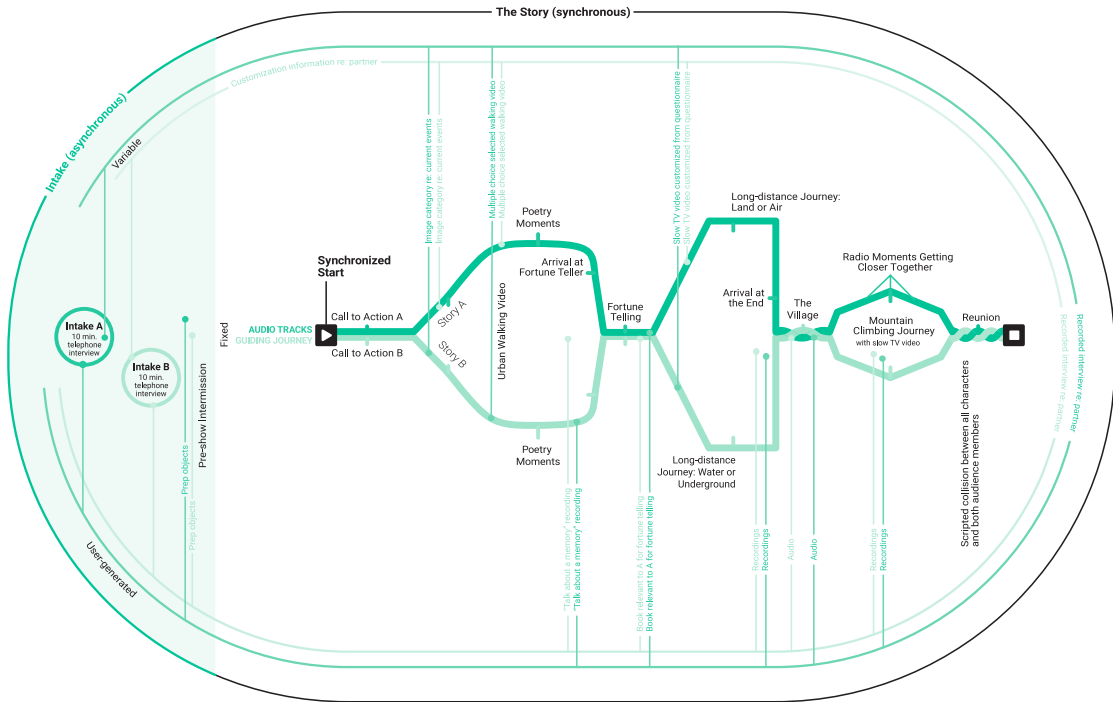 The Story (synchronous)
Intake (asynchronous)
Customization information re: partner
Variable
Image category re: current events
Image category re: current events
Multiple choice selected walking video
Multiple choice selected walking video
Slow TV video customized from questionnaire
Slow TV video customized from questionnaire
Long-distance Journey:
Land or Air
Poetry
Moments
Synchronized
Start
Arrival at
Fortune Teller
Radio Moments Getting
Closer Together
Call to Action A
Story A
Urban Walking Video
Fortune
Telling
Arrival at
the End
The
Village
Mountain
Climbing Journey
with slow TV video
Reunion
Intake A
10 min.
telephone
interview
AUDIO TRACKS
GUIDING JOURNEY
Fixed
Call to Action B
Story B
Intake B
10 min.
telephone
interview
Pre-show Intermission
Prep objects
Prep objects
Poetry
Moments
Long-distance
Journey: Water or
Underground
"Talk about a memory" recording
"Talk about a memory" recording
Book relevant to A for fortune telling
Book relevant to A for fortune telling
Recordings
Recordings
Audio
Audio
Recordings
Recordings
Scripted collision between all characters
and both audience members
Recorded interview re: partner
Recorded interview re: partner
User-generated